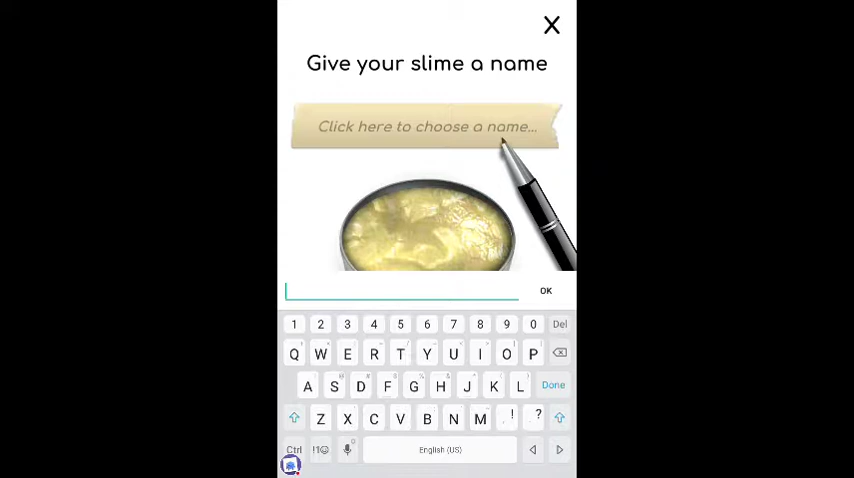 X
Give your slime a name
Click here to choose a name...
OK
1 2 3 4 5 6 7 8 9 0 Del
Q W E R T Y U I O P
A S D F G H J K L Done
Z X C V B N M ! ?
Ctrl !1☺ English (US)